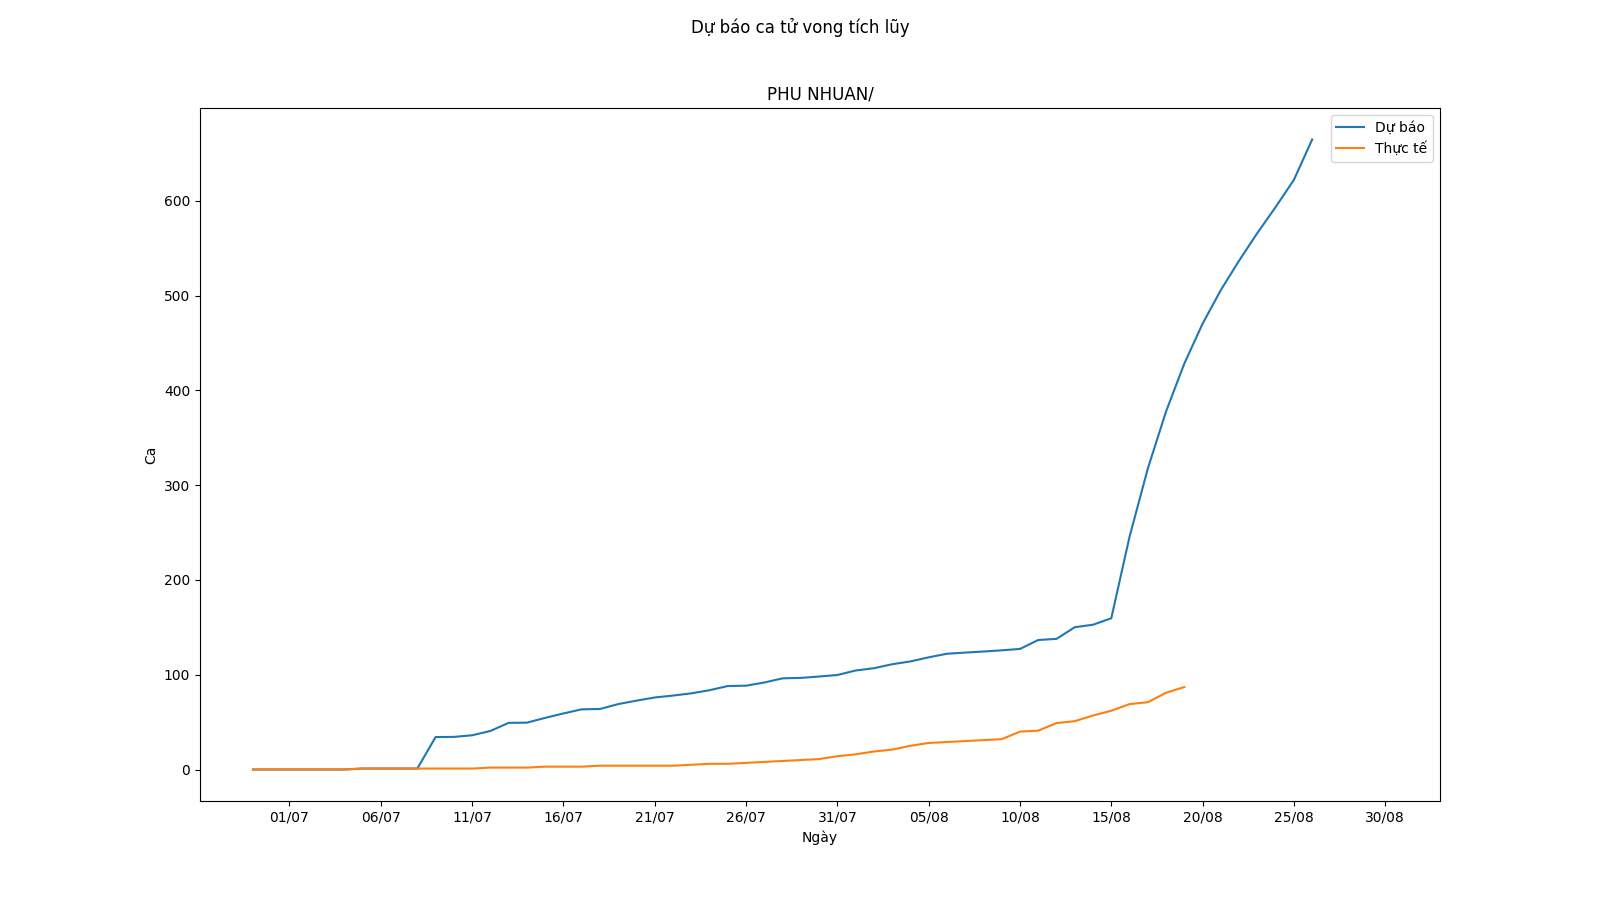 Dự báo ca tử vong tích lũy
PHU NHUAN/
Dự báo
Thực tế
600
500
400
300
200
100
0
Ca
01/07 06/07 11/07 16/07 21/07 26/07 31/07 05/08 10/08 15/08 20/08 25/08 30/08
Ngày